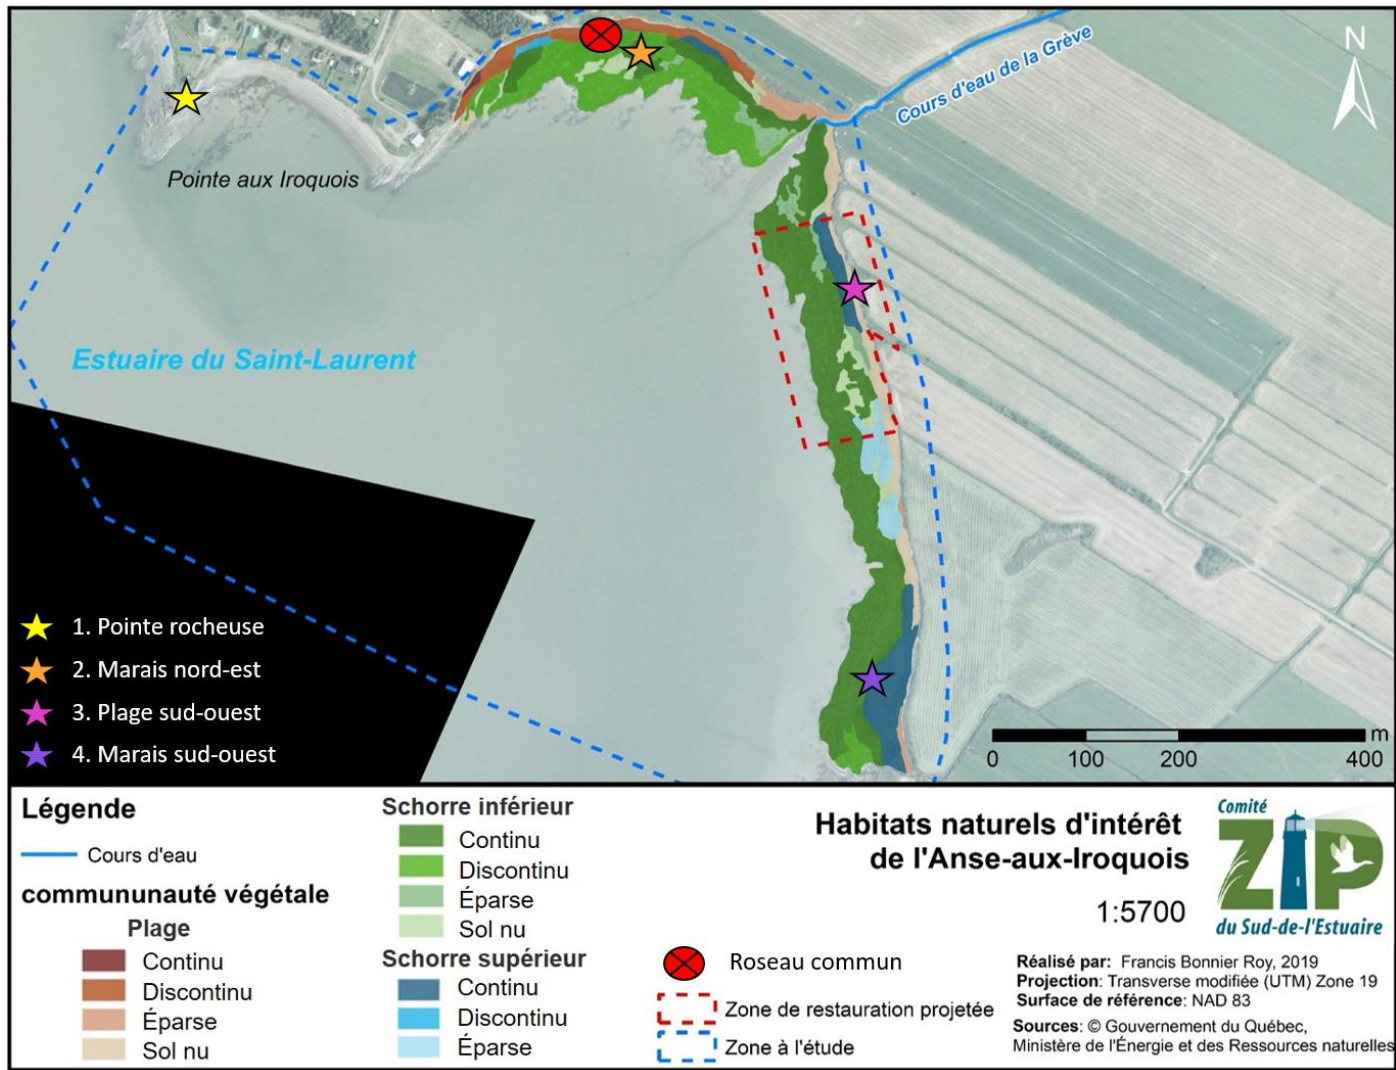 N
Cours d'eau de la Grève
Pointe aux Iroquois
Estuaire du Saint-Laurent
1. Pointe rocheuse
2. Marais nord-est
3. Plage sud-ouest
4. Marais sud-ouest
m
0 100 200 400
Légende
Cours d'eau
commununauté végétale
Plage
Continu
Discontinu
Éparse
Sol nu
Schorre inférieur
Continu
Discontinu
Éparse
Sol nu
Schorre supérieur
Continu
Discontinu
Éparse
Roseau commun
Zone de restauration projetée
Zone à l'étude
Habitats naturels d'intérêt
de l'Anse-aux-Iroquois
1:5700
Comité
ZIP
du Sud-de-l'Estuaire
Réalisé par: Francis Bonnier Roy, 2019
Projection: Transverse modifiée (UTM) Zone 19
Surface de référence: NAD 83
Sources: © Gouvernement du Québec,
Ministère de l'Énergie et des Ressources naturelles